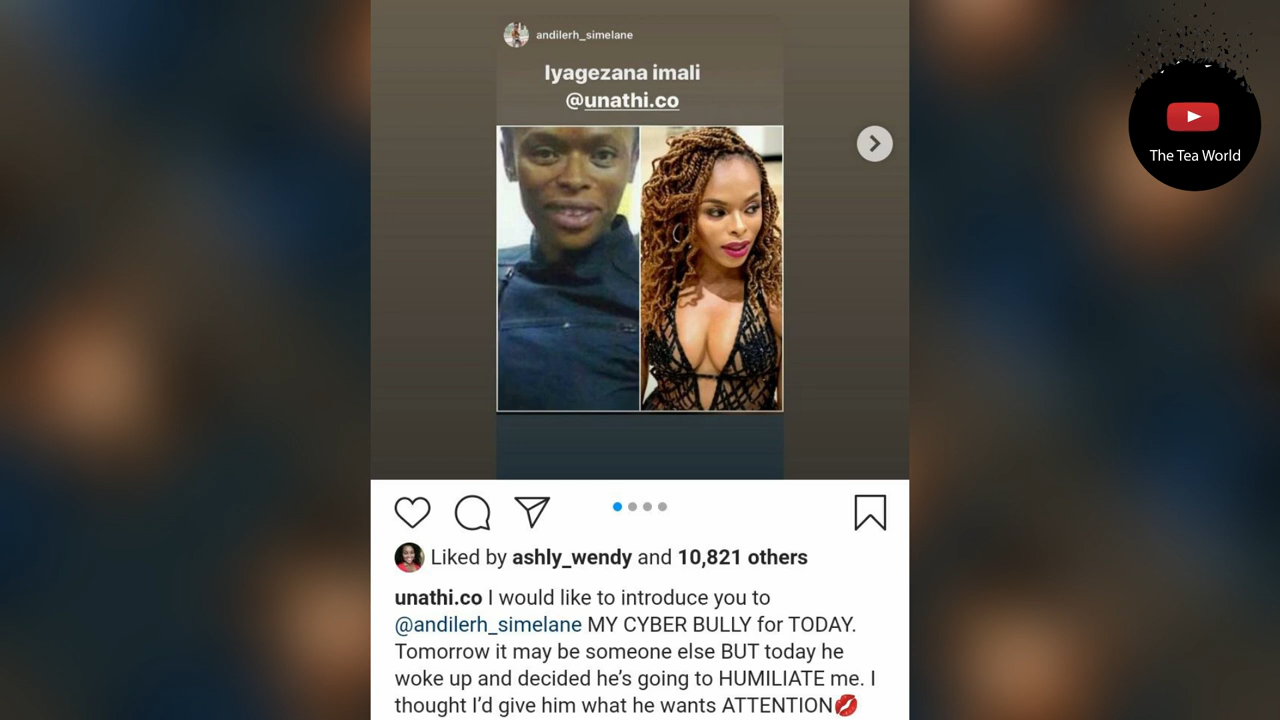 andilerh_simelane
Iyagezana imali
@unathi.co
The Tea World
Liked by ashly_wendy and 10,821 others
unathi.co I would like to introduce you to
@andilerh_simelane MY CYBER BULLY for TODAY.
Tomorrow it may be someone else BUT today he
woke up and decided he’s going to HUMILIATE me. I
thought I’d give him what he wants ATTENTION💋